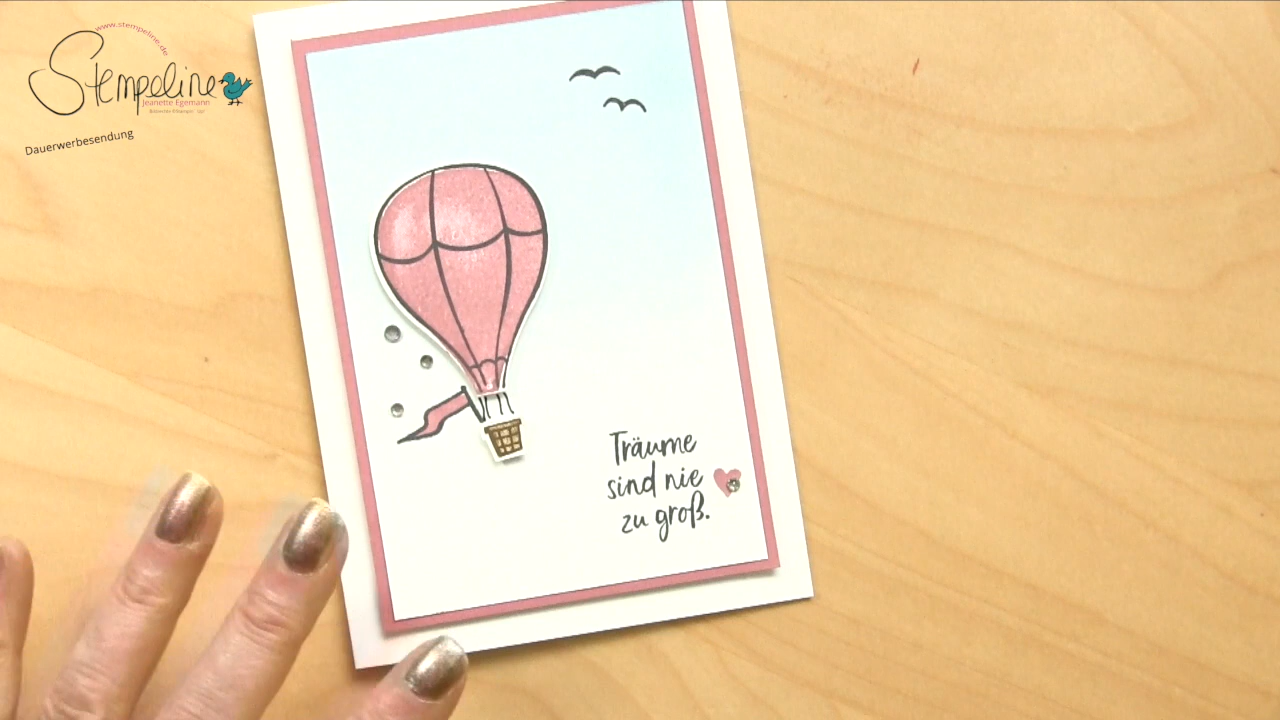 www.stempeline.de
Stempeline
Jeanette Egemann
Dauerwerbesendung
Träume
sind nie
zu groß.